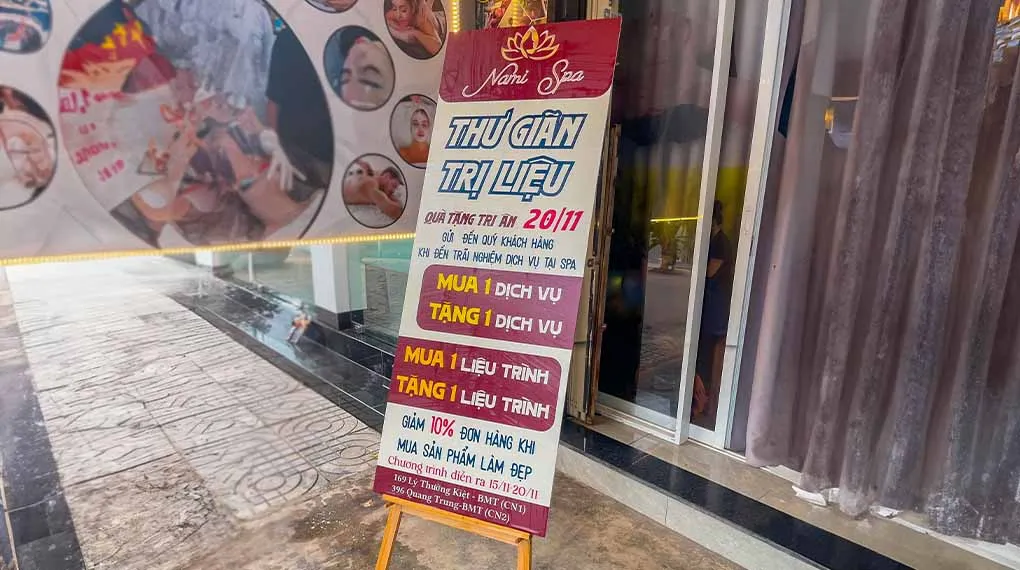 Nami Spa
THƯ GIÃN
TRỊ LIỆU
QUÀ TẶNG TRI ÂN 20/11
GỬI ĐẾN QUÝ KHÁCH HÀNG
KHI ĐẾN TRẢI NGHIỆM DỊCH VỤ TẠI SPA
MUA 1 DỊCH VỤ
TẶNG 1 DỊCH VỤ
MUA 1 LIỆU TRÌNH
TẶNG 1 LIỆU TRÌNH
GIẢM 10% ĐƠN HÀNG KHI
MUA SẢN PHẨM LÀM ĐẸP
Chương trình diễn ra 15/11-20/11
169 Lý Thường Kiệt - BMT (CN1)
396 Quang Trung-BMT (CN2)